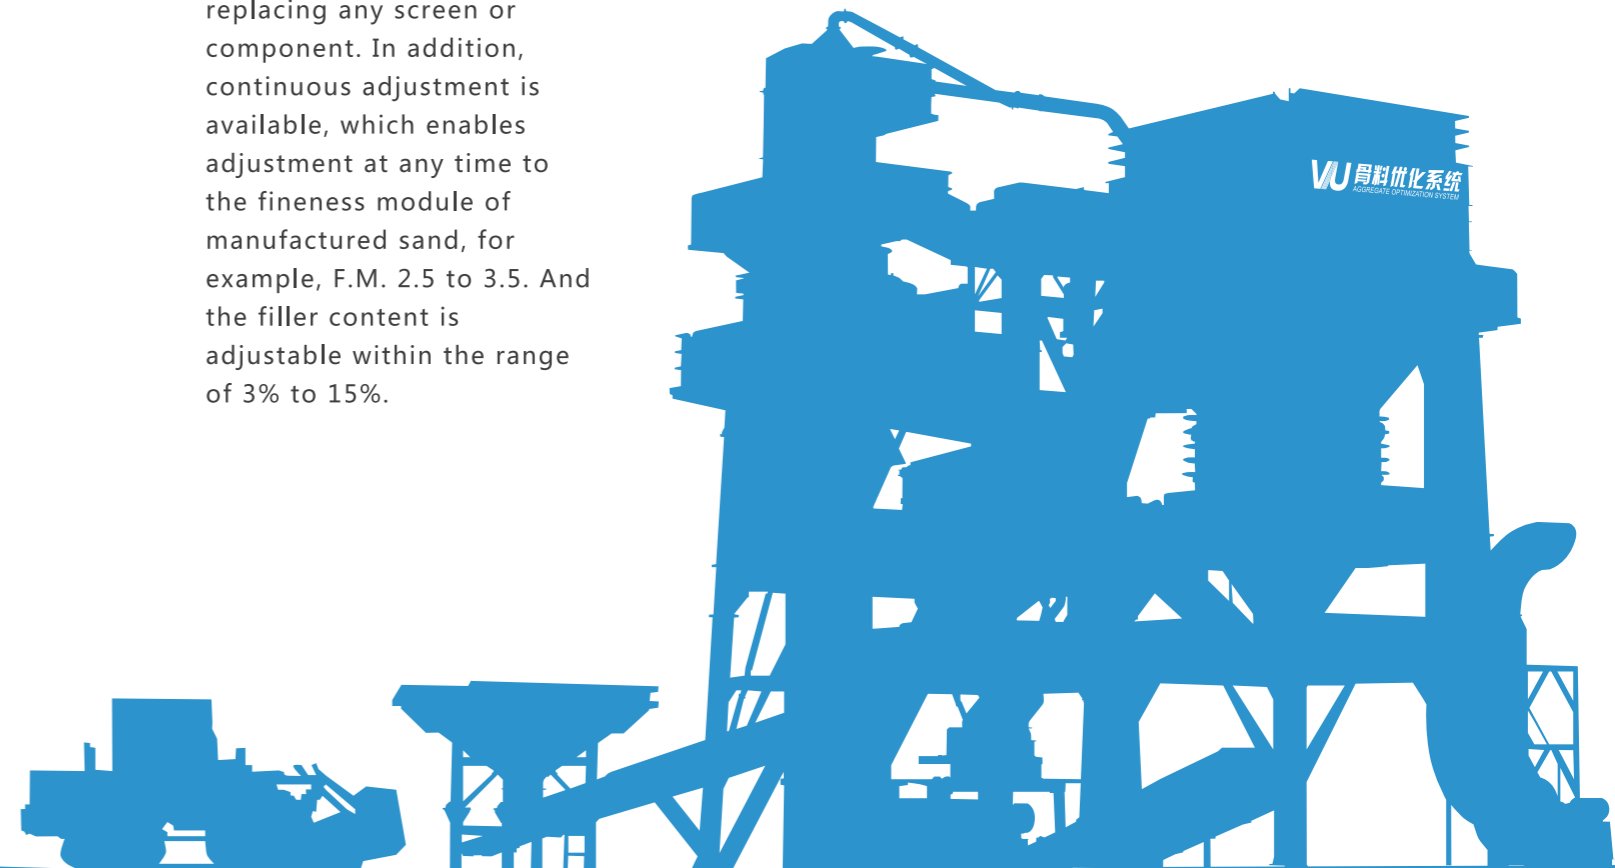 replacing any screen or
component. In addition,
continuous adjustment is
available, which enables
adjustment at any time to
the fineness module of
manufactured sand, for
example, F.M. 2.5 to 3.5. And
the filler content is
adjustable within the range
of 3% to 15%.
VU 骨料优化系统
AGGREGATE OPTIMIZATION SYSTEM